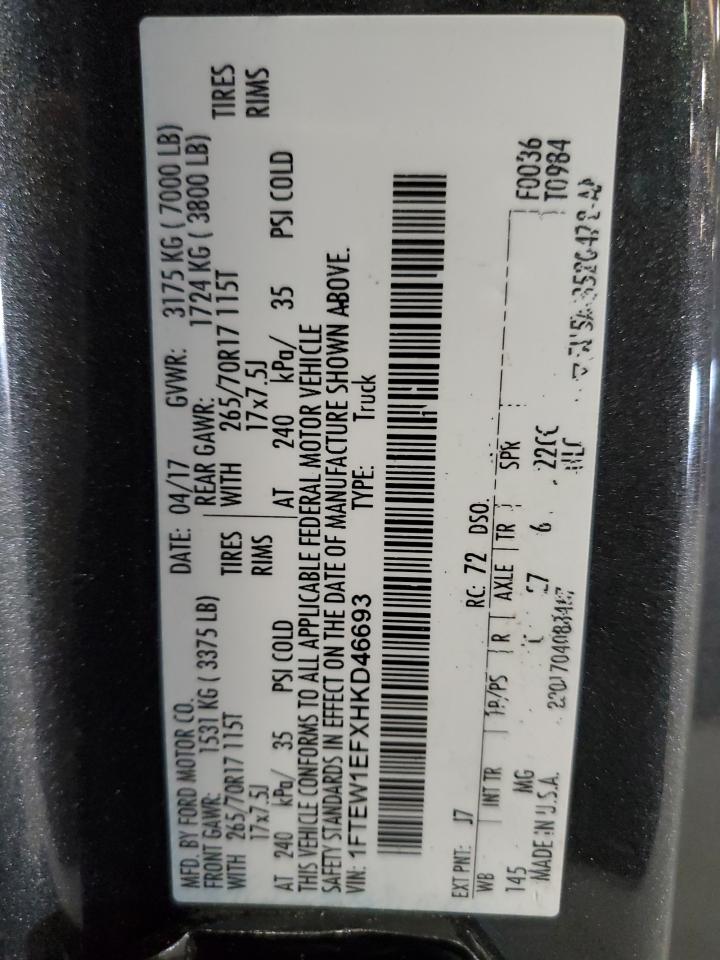 MFD. BY FORD MOTOR CO.
DATE: 04/17 GVWR: 3175 KG ( 7000 LB)
FRONT GAWR: 1531 KG ( 3375 LB)
REAR GAWR: 1724 KG ( 3800 LB)
WITH 265/70R17 115T TIRES
WITH 265/70R17 115T TIRES
17x7.5J RIMS
17x7.5J RIMS
AT 240 kPa/ 35 PSI COLD
AT 240 kPa/ 35 PSI COLD
THIS VEHICLE CONFORMS TO ALL APPLICABLE FEDERAL MOTOR VEHICLE
SAFETY STANDARDS IN EFFECT ON THE DATE OF MANUFACTURE SHOWN ABOVE.
VIN: 1FTEW1EFXHKD46693 TYPE: Truck
EXT PNT: J7 RC: 72 DSO:
WB INT TR TP/PS R AXLE TR SPR
F0036
T0984
145 MG 6
MADE IN U.S.A.